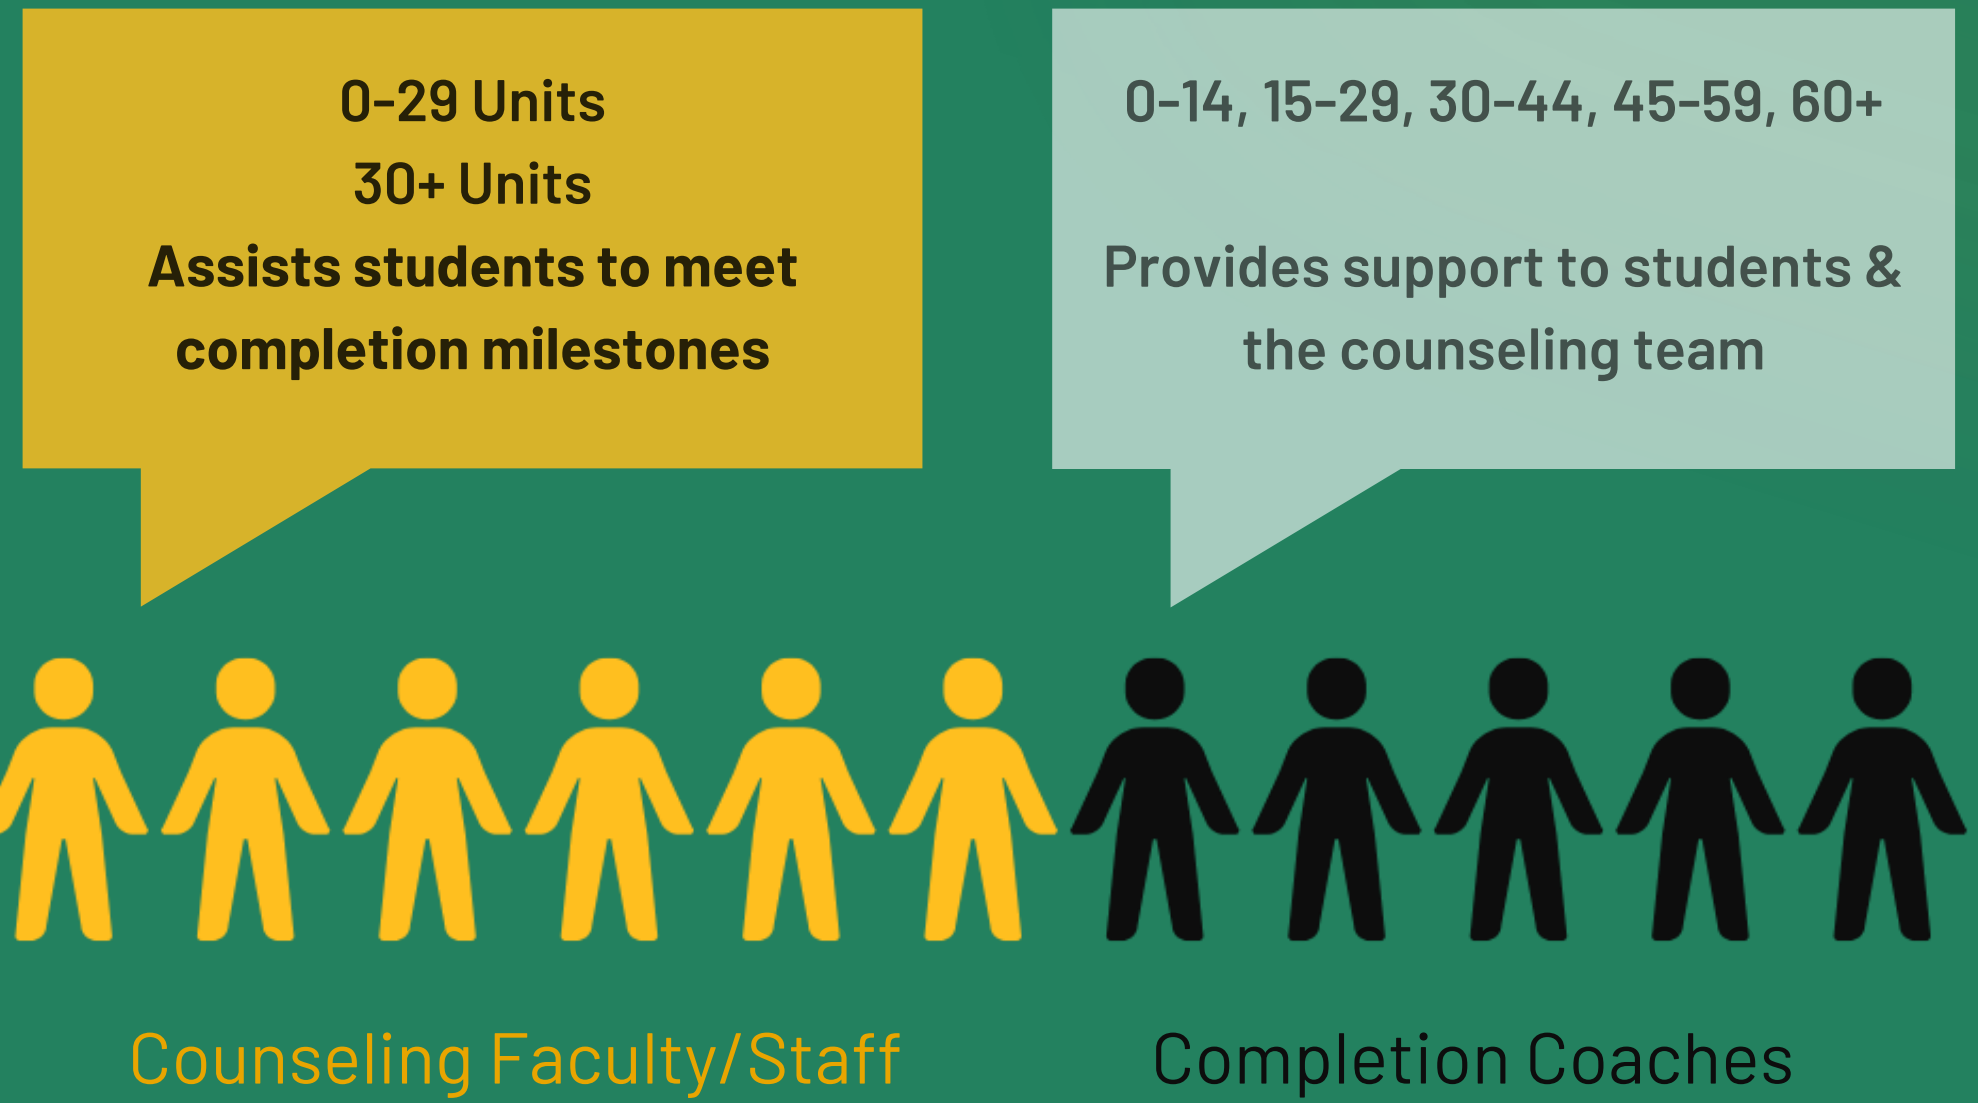 0-29 Units
30+ Units
Assists students to meet
completion milestones
0-14, 15-29, 30-44, 45-59, 60+
Provides support to students &
the counseling team
Counseling Faculty/Staff
Completion Coaches